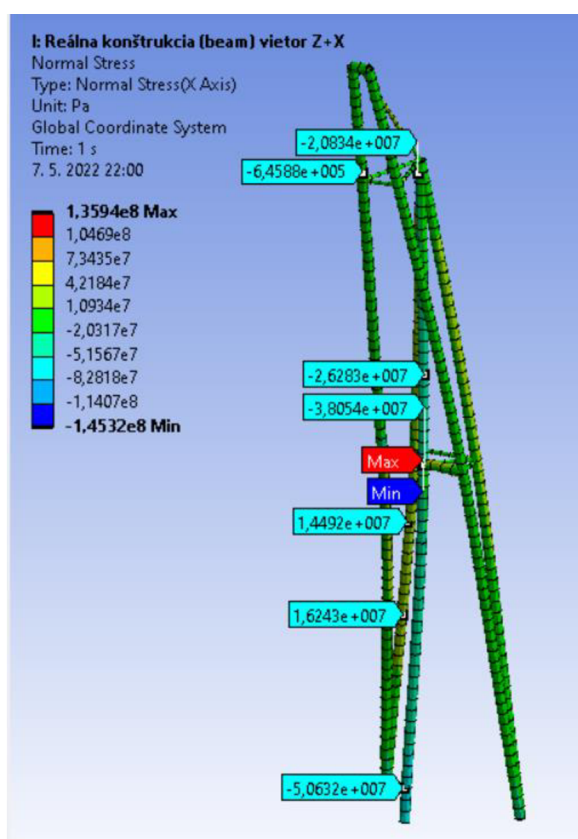 I: Reálna konštrukcia (beam) vietor Z+X
Normal Stress
Type: Normal Stress(X Axis)
Unit: Pa
Global Coordinate System
Time: 1 s
7. 5. 2022 22:00
1,3594e8 Max
1,0469e8
7,3435e7
4,2184e7
1,0934e7
-2,0317e7
-5,1567e7
-8,2818e7
-1,1407e8
-1,4532e8 Min
-2,0834e+007
-6,4588e+005
-2,6283e+007
-3,8054e+007
Max
Min
1,4492e+007
1,6243e+007
-5,0632e+007